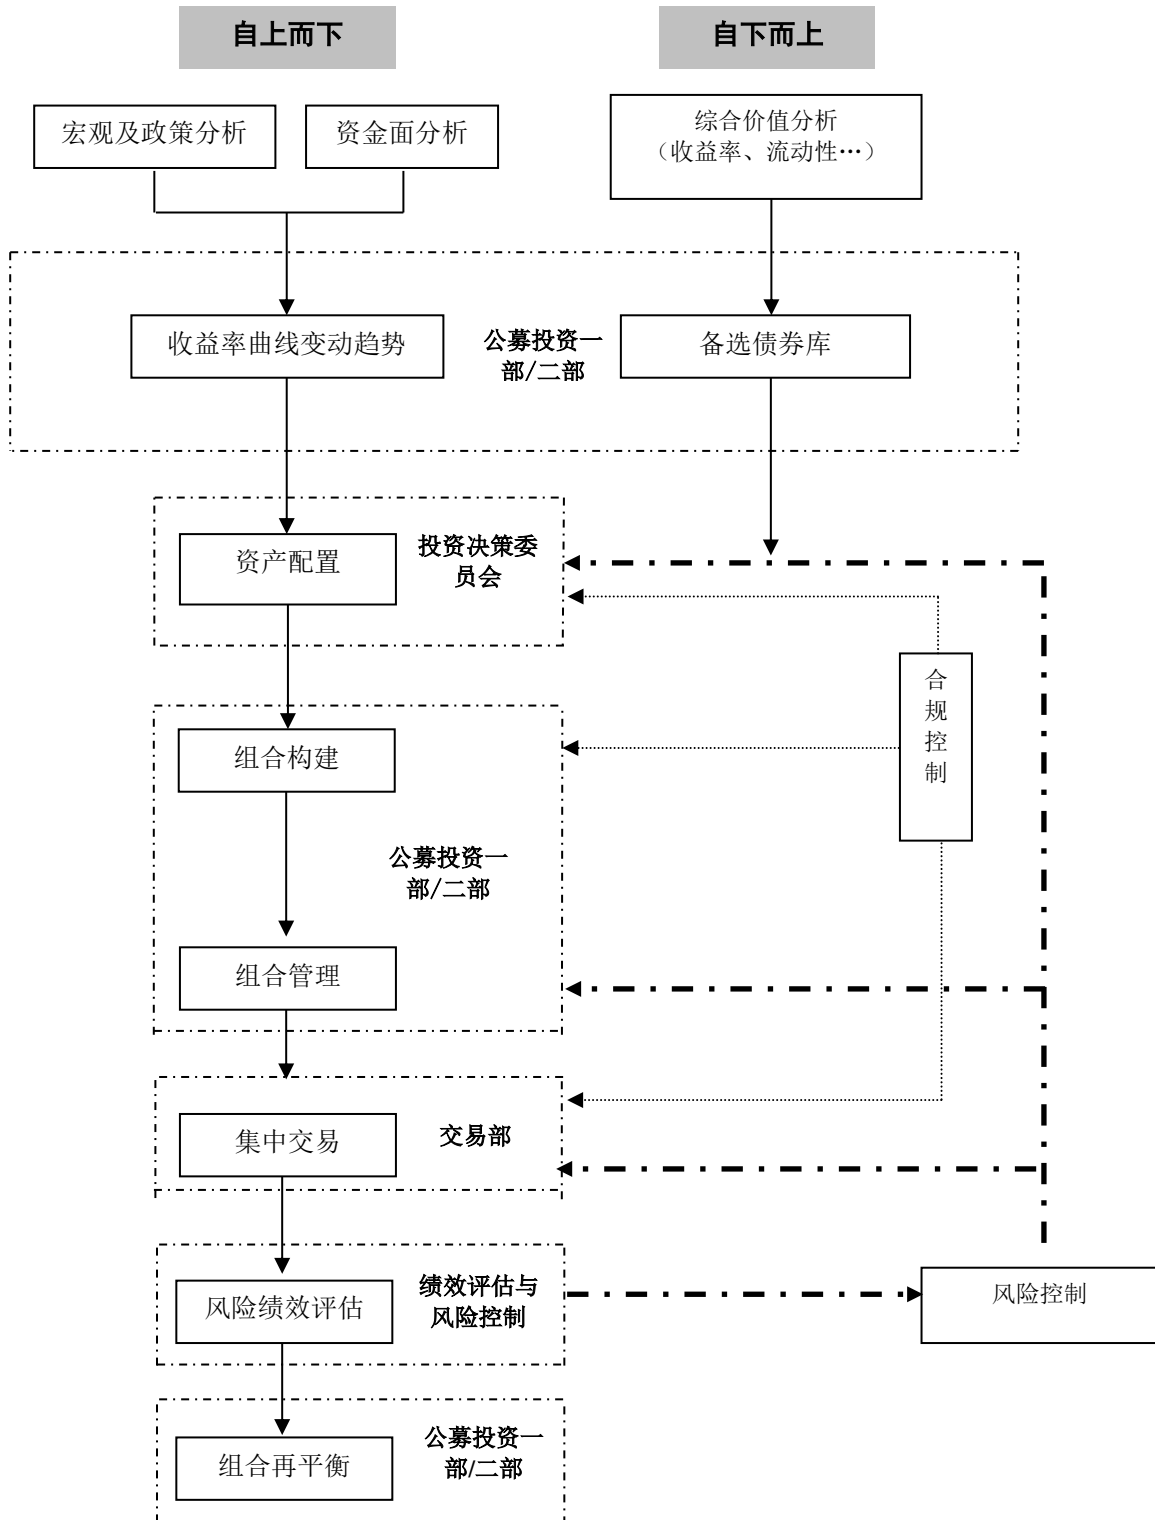 自上而下
自下而上
宏观及政策分析
资金面分析
综合价值分析
（收益率、流动性…）
收益率曲线变动趋势
公募投资一
部/二部
备选债券库
资产配置
投资决策委
员会
合
规
控
制
组合构建
公募投资一
部/二部
组合管理
集中交易
交易部
风险绩效评估
绩效评估与
风险控制
风险控制
组合再平衡
公募投资一
部/二部